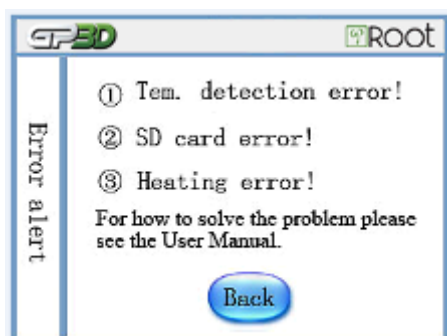 GP3D
Root
Error alert
① Tem. detection error!
② SD card error!
③ Heating error!
For how to solve the problem please
see the User Manual.
Back